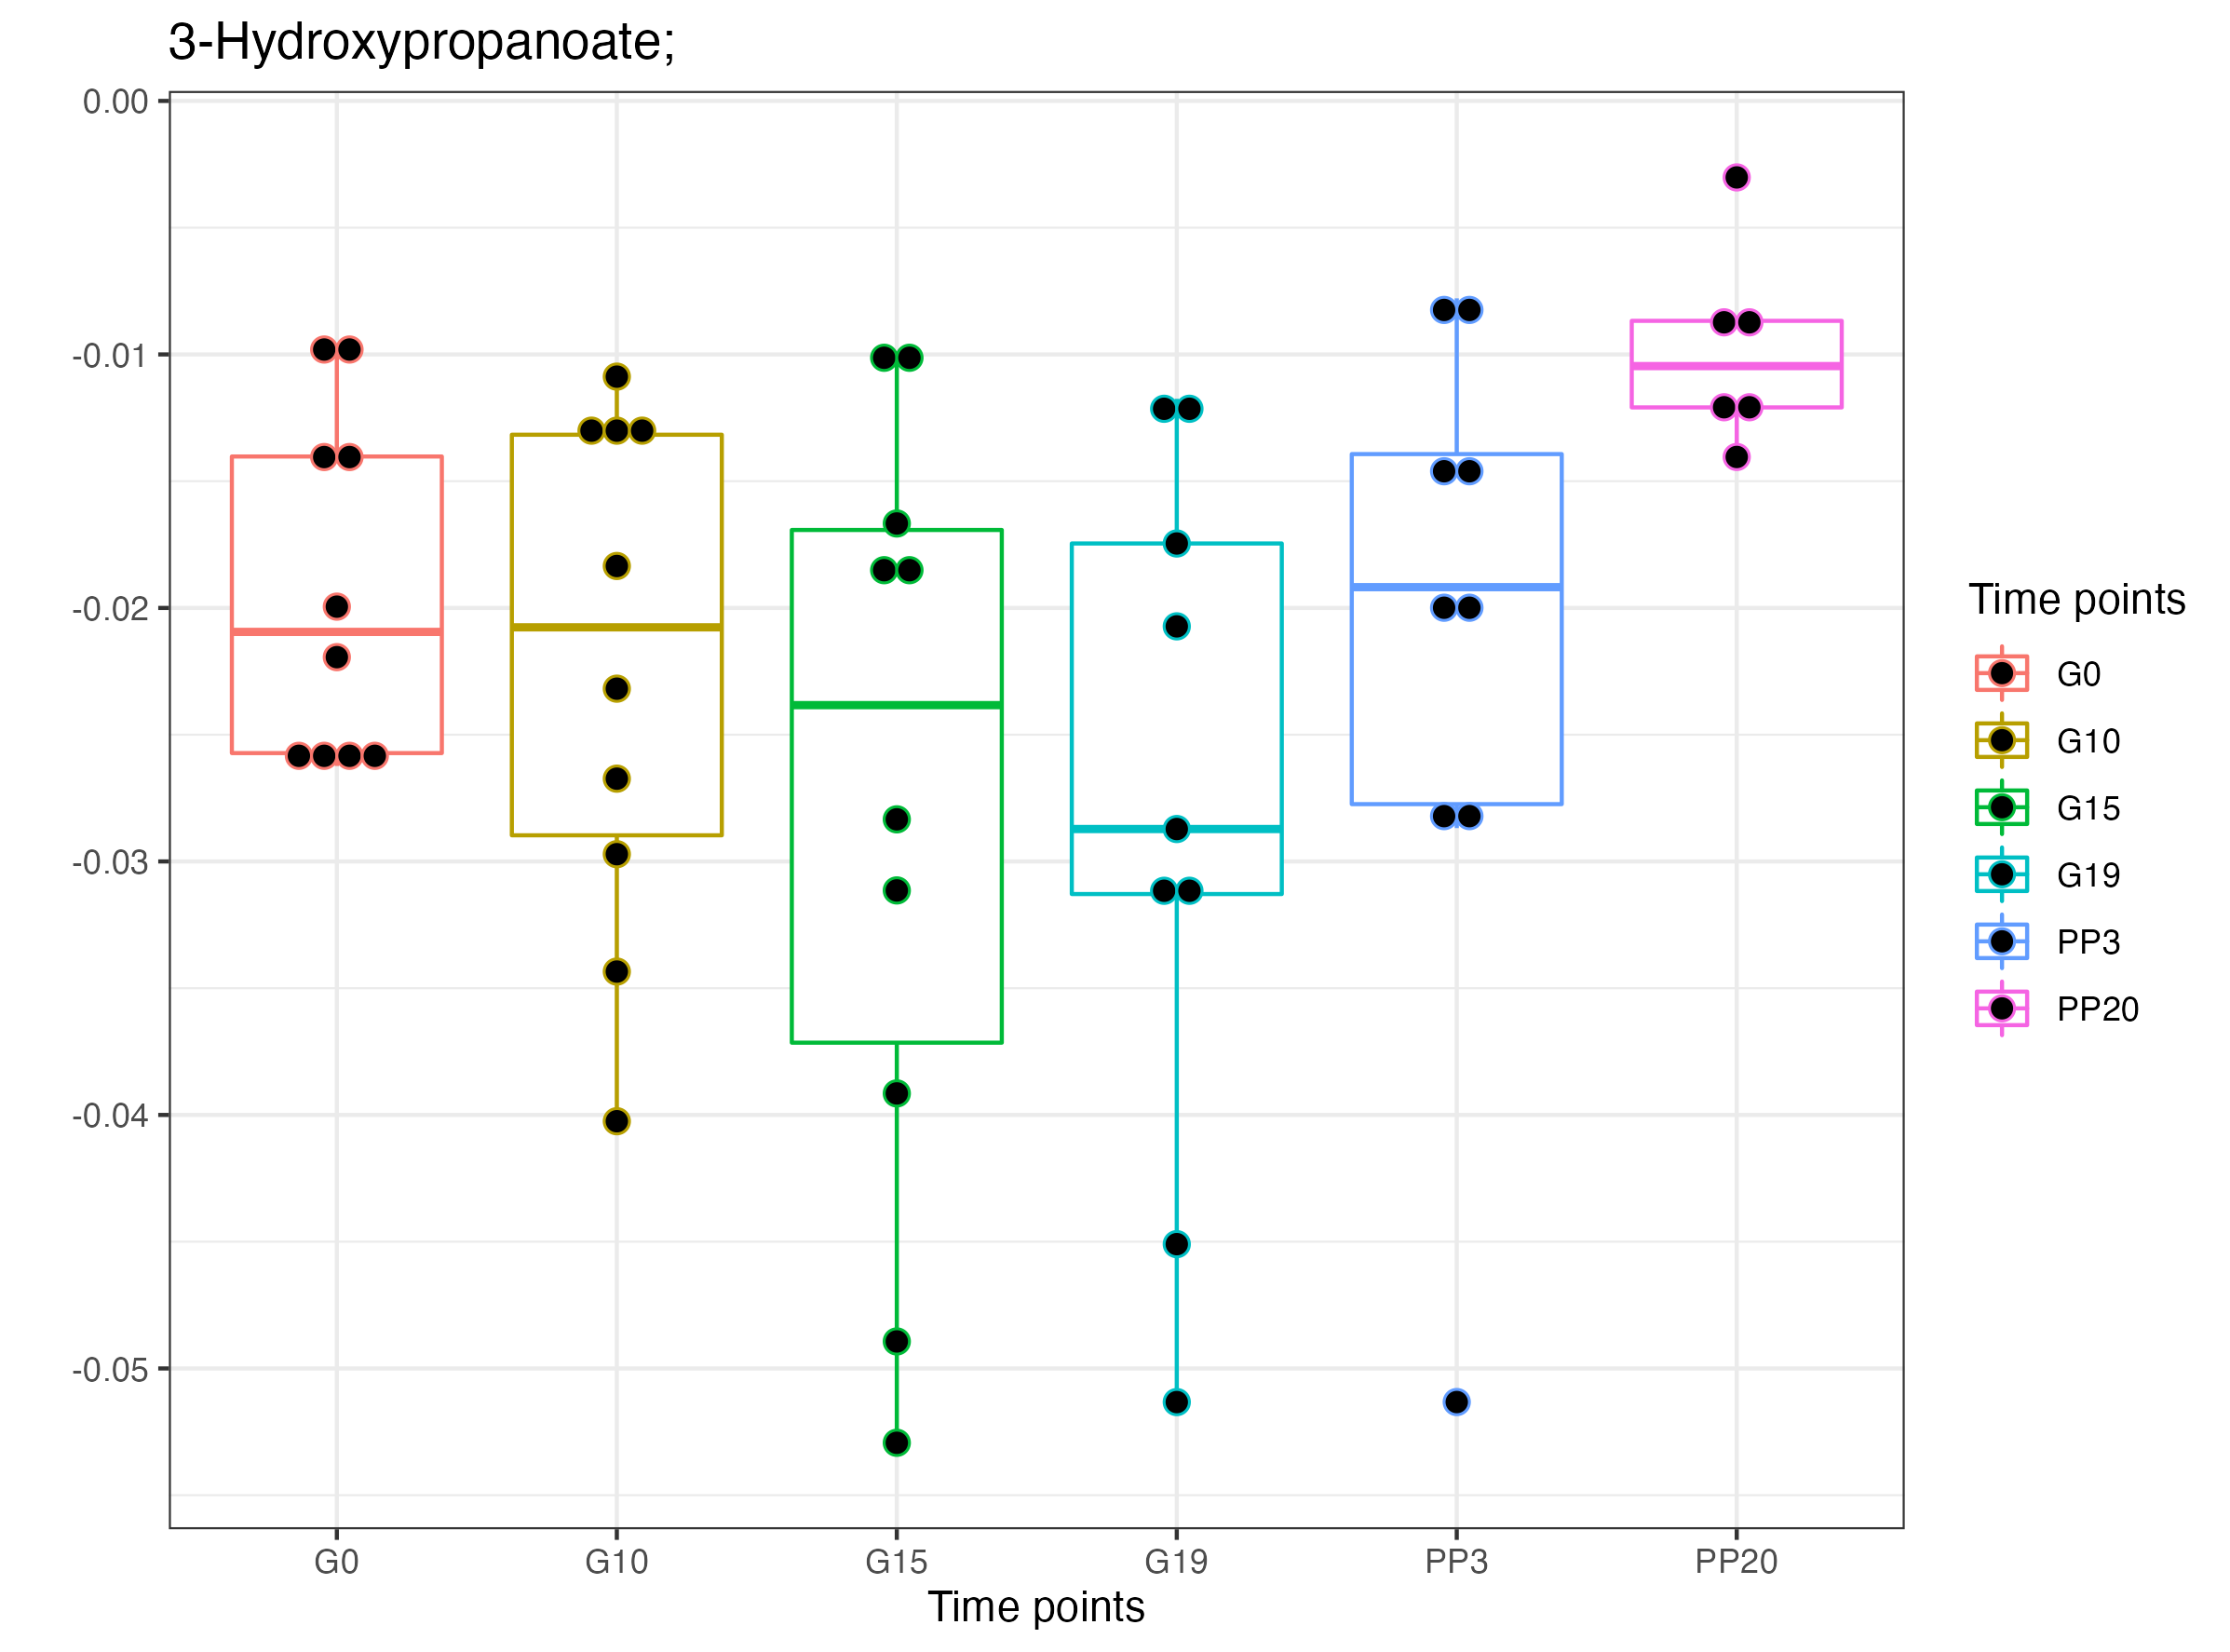 3-Hydroxypropanoate;
0.00
-0.01
-0.02
-0.03
-0.04
-0.05
G0 G10 G15 G19 PP3 PP20
Time points
Time points
G0
G10
G15
G19
PP3
PP20